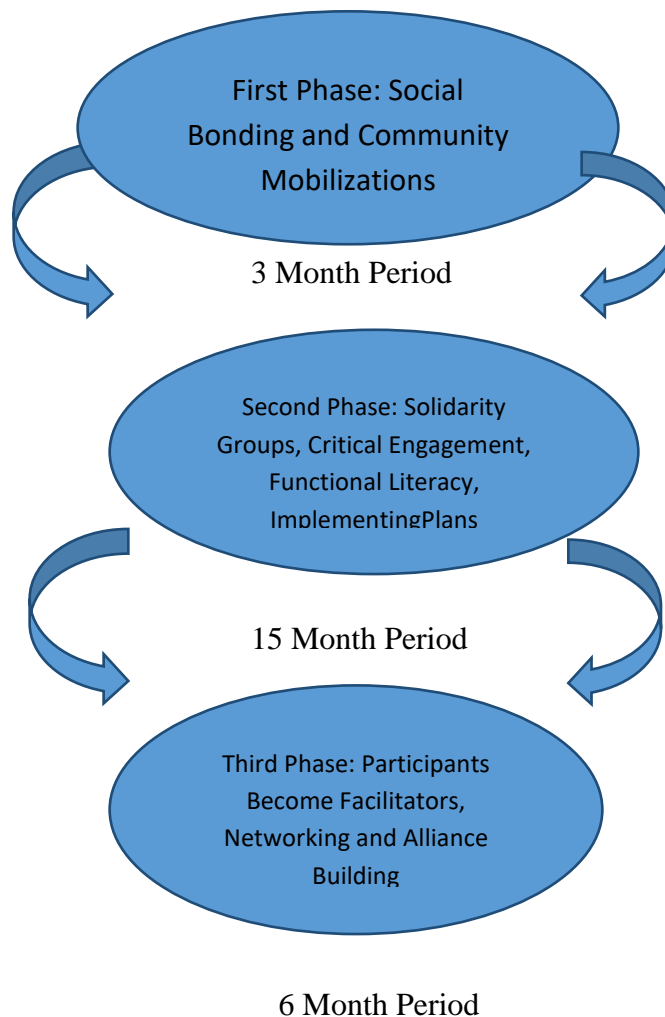 First Phase: Social
Bonding and Community
Mobilizations
3 Month Period
Second Phase: Solidarity
Groups, Critical Engagement,
Functional Literacy,
ImplementingPlans
15 Month Period
Third Phase: Participants
Become Facilitators,
Networking and Alliance
Building
6 Month Period